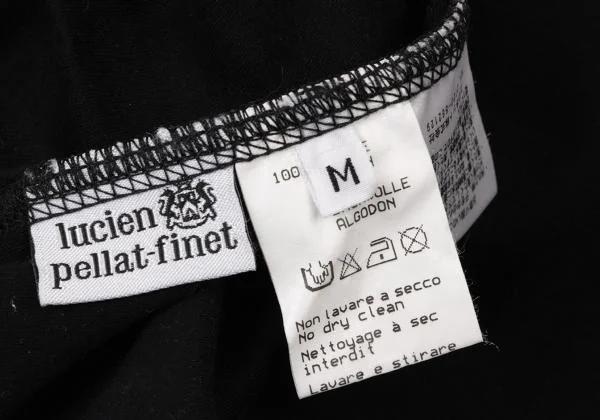 lucien
pellat-finet
100
M
ALGODON
Non lavare a secco
No dry clean
Nettoyage à sec
interdit
Lavare e stirare